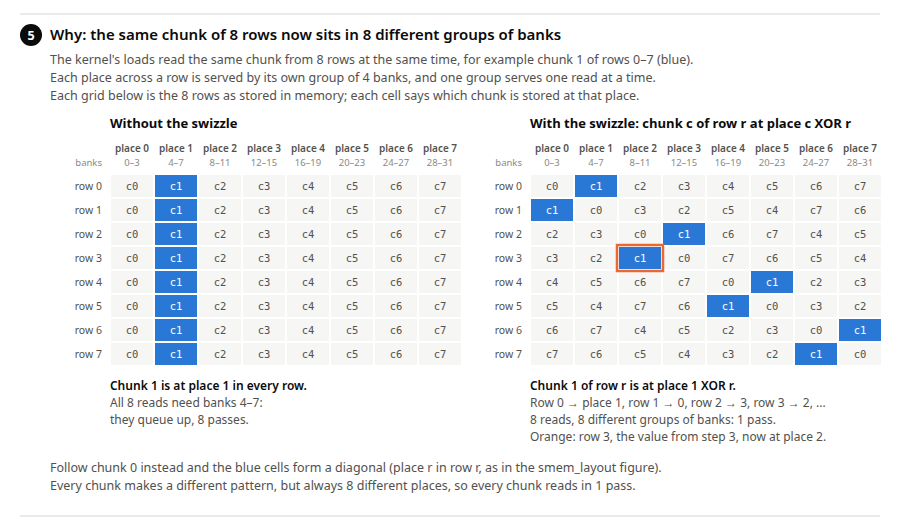 5 Why: the same chunk of 8 rows now sits in 8 different groups of banks
The kernel's loads read the same chunk from 8 rows at the same time, for example chunk 1 of rows 0–7 (blue).
Each place across a row is served by its own group of 4 banks, and one group serves one read at a time.
Each grid below is the 8 rows as stored in memory; each cell says which chunk is stored at that place.
Without the swizzle
place 0 place 1 place 2 place 3 place 4 place 5 place 6 place 7
banks 0–3 4–7 8–11 12–15 16–19 20–23 24–27 28–31
row 0 c0 c1 c2 c3 c4 c5 c6 c7
row 1 c0 c1 c2 c3 c4 c5 c6 c7
row 2 c0 c1 c2 c3 c4 c5 c6 c7
row 3 c0 c1 c2 c3 c4 c5 c6 c7
row 4 c0 c1 c2 c3 c4 c5 c6 c7
row 5 c0 c1 c2 c3 c4 c5 c6 c7
row 6 c0 c1 c2 c3 c4 c5 c6 c7
row 7 c0 c1 c2 c3 c4 c5 c6 c7
Chunk 1 is at place 1 in every row.
All 8 reads need banks 4–7:
they queue up, 8 passes.
With the swizzle: chunk c of row r at place c XOR r
place 0 place 1 place 2 place 3 place 4 place 5 place 6 place 7
banks 0–3 4–7 8–11 12–15 16–19 20–23 24–27 28–31
row 0 c0 c1 c2 c3 c4 c5 c6 c7
row 1 c1 c0 c3 c2 c5 c4 c7 c6
row 2 c2 c3 c0 c1 c6 c7 c4 c5
row 3 c3 c2 c1 c0 c7 c6 c5 c4
row 4 c4 c5 c6 c7 c0 c1 c2 c3
row 5 c5 c4 c7 c6 c1 c0 c3 c2
row 6 c6 c7 c4 c5 c2 c3 c0 c1
row 7 c7 c6 c5 c4 c3 c2 c1 c0
Chunk 1 of row r is at place 1 XOR r.
Row 0 → place 1, row 1 → 0, row 2 → 3, row 3 → 2, ...
8 reads, 8 different groups of banks: 1 pass.
Orange: row 3, the value from step 3, now at place 2.
Follow chunk 0 instead and the blue cells form a diagonal (place r in row r, as in the smem_layout figure).
Every chunk makes a different pattern, but always 8 different places, so every chunk reads in 1 pass.